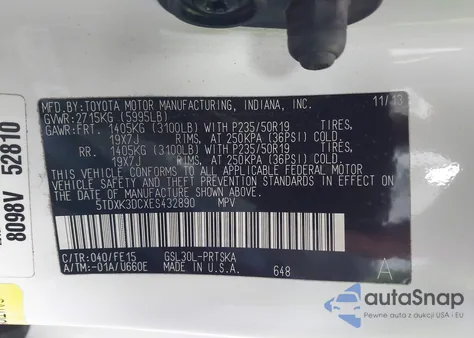 MFD. BY: TOYOTA MOTOR MANUFACTURING, INDIANA, INC. 11/13
GVWR: 2715KG (5995LB)
GAWR: FRT. 1405KG (3100LB) WITH P235/50R19 TIRES,
19X7J RIMS, AT 250KPA (36PSI) COLD.
RR. 1405KG (3100LB) WITH P235/50R19 TIRES,
19X7J RIMS, AT 250KPA (36PSI) COLD.
THIS VEHICLE CONFORMS TO ALL APPLICABLE FEDERAL MOTOR
VEHICLE SAFETY, BUMPER, AND THEFT PREVENTION STANDARDS
IN EFFECT ON THE DATE OF MANUFACTURE SHOWN ABOVE.
5TDXK3DCXES432890 MPV
C/TR: 040/FE15 GSL30L-PRTSKA
A/TM: -01A/U660E MADE IN U.S.A. 648 A
8098V 52810
autoSnap
Pewne auto z USA i EU